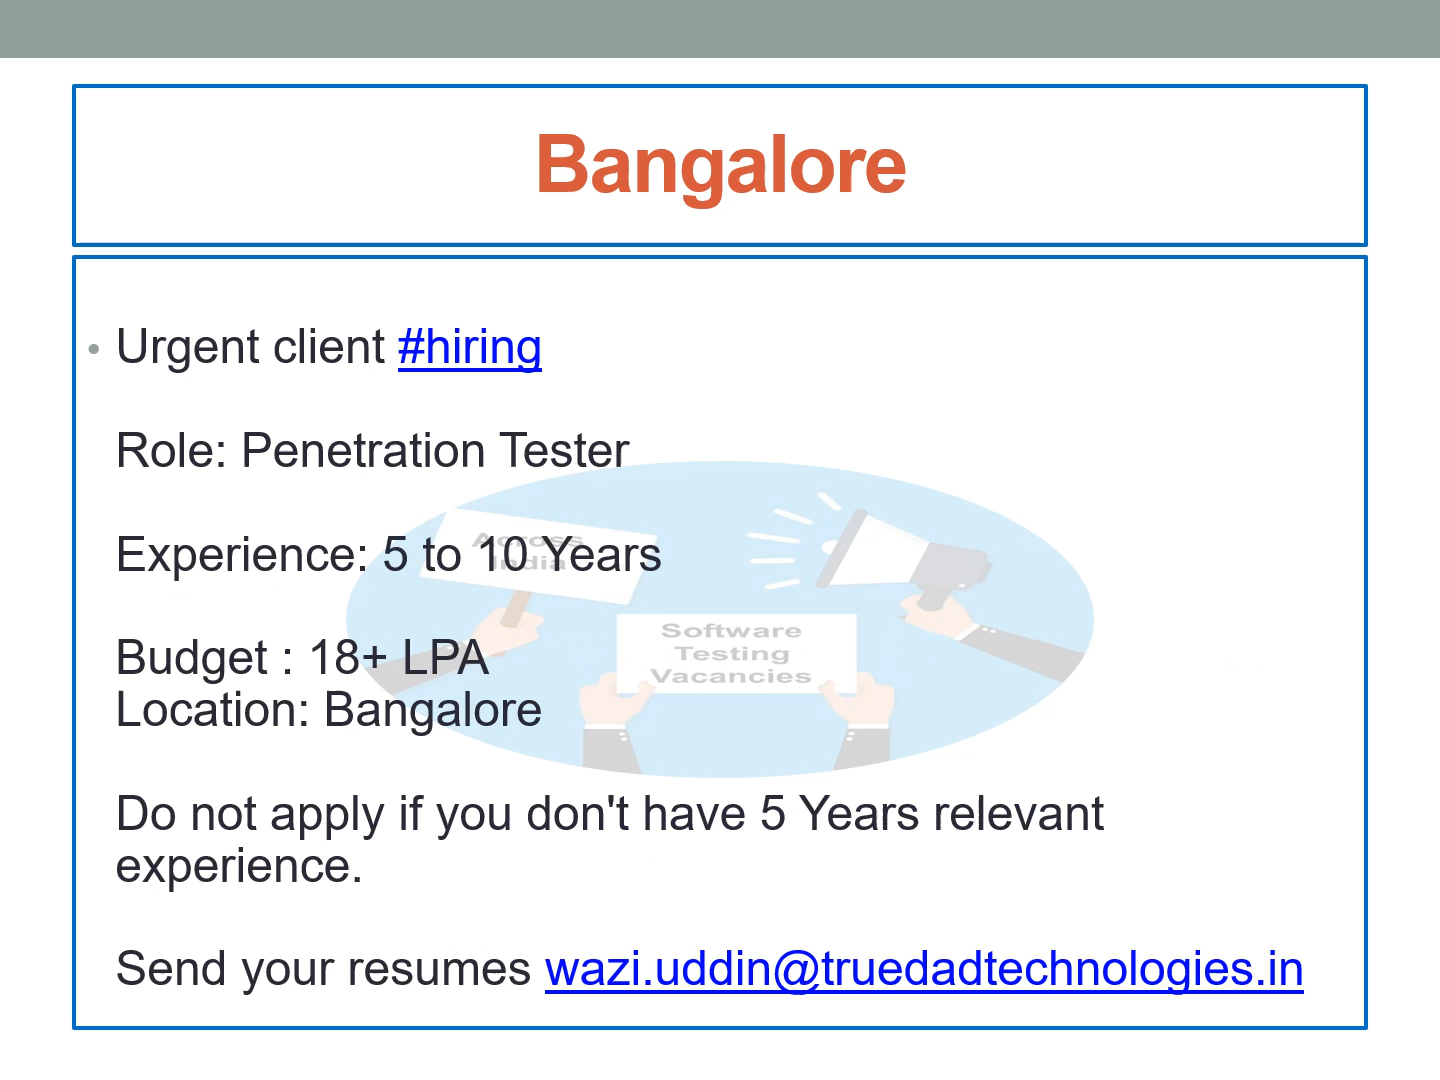 Bangalore
• Urgent client #hiring
Role: Penetration Tester
Experience: 5 to 10 Years
Budget : 18+ LPA
Location: Bangalore
Do not apply if you don't have 5 Years relevant
experience.
Send your resumes wazi.uddin@truedadtechnologies.in
Across
India
Software
Testing
Vacancies